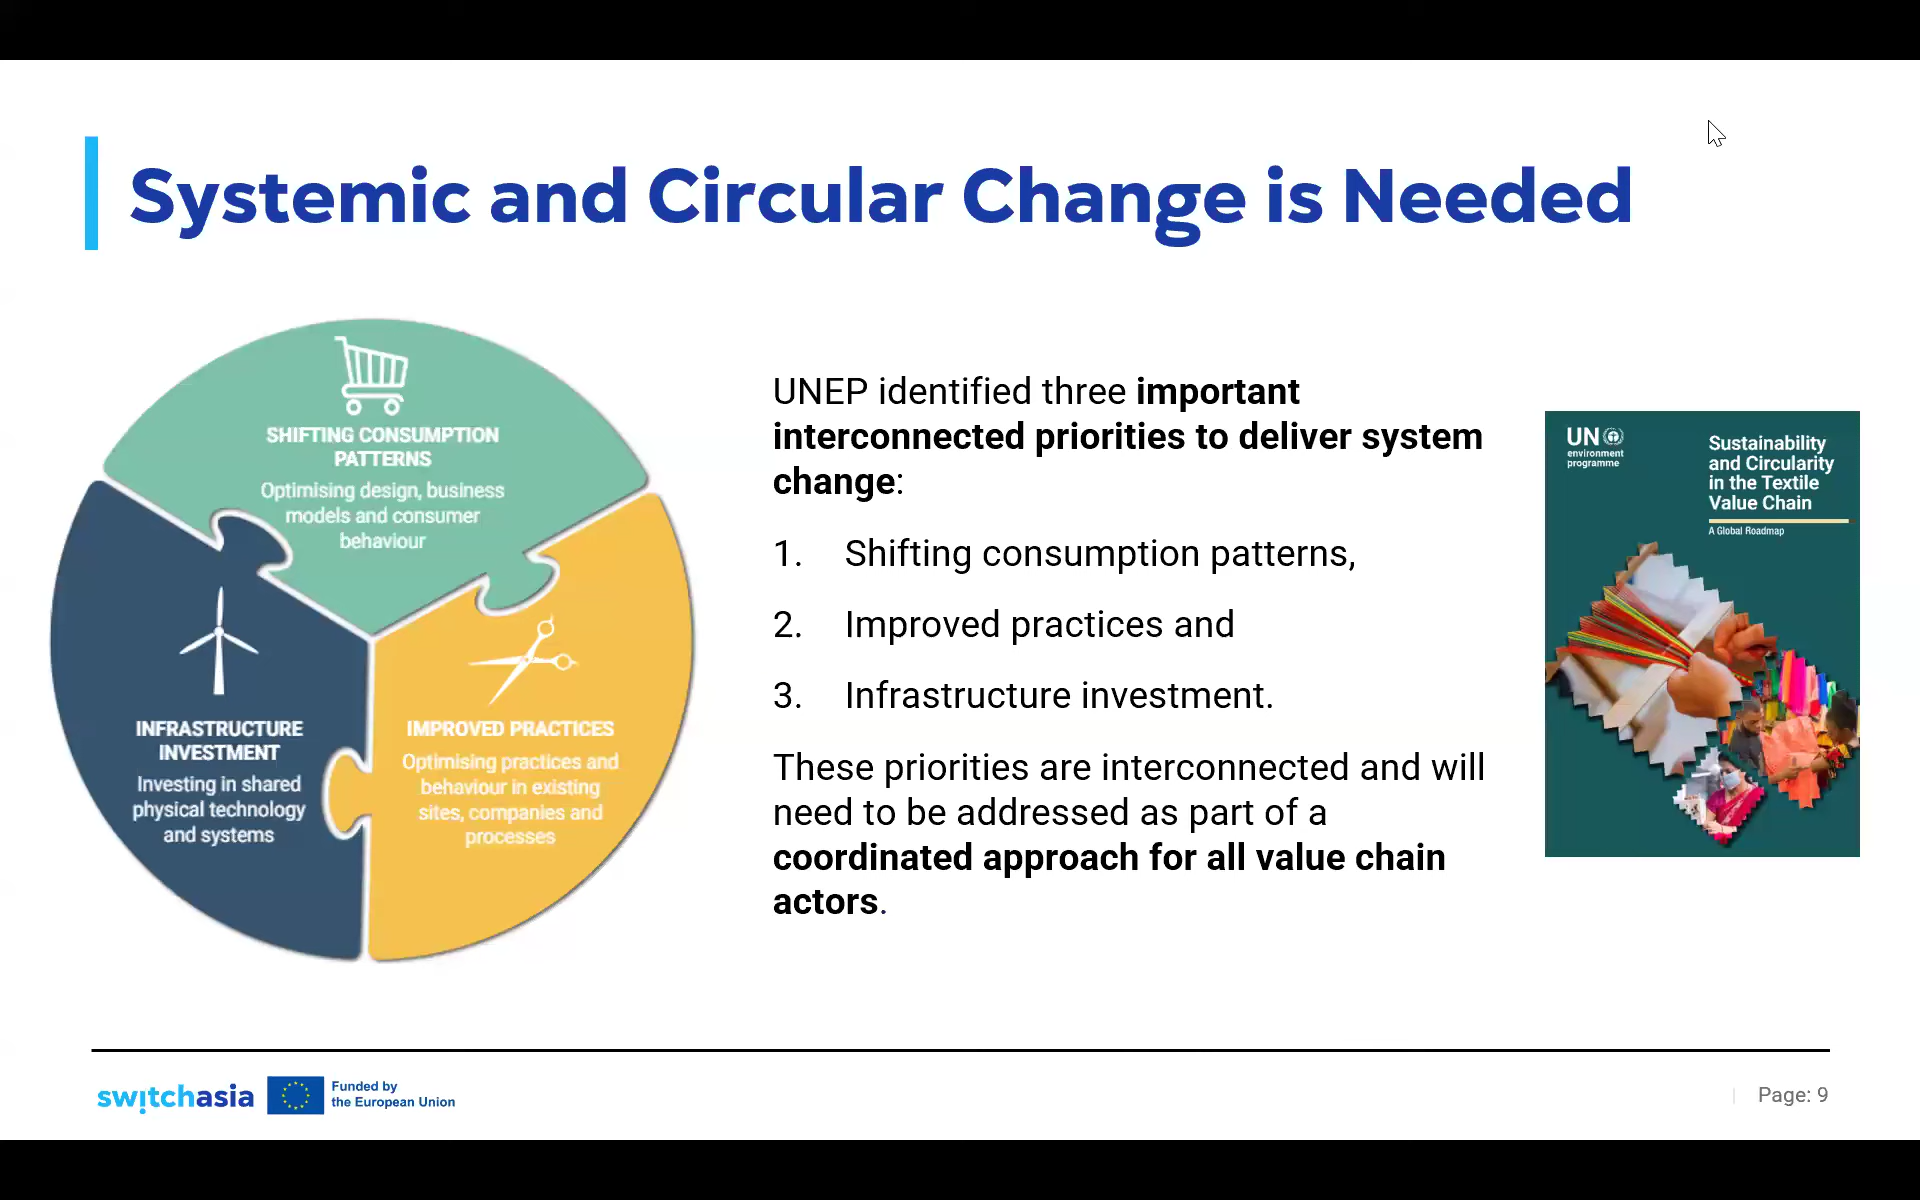 Systemic and Circular Change is Needed
SHIFTING CONSUMPTION
PATTERNS
Optimising design, business
models and consumer
behaviour
INFRASTRUCTURE
INVESTMENT
Investing in shared
physical technology
and systems
IMPROVED PRACTICES
Optimising practices and
behaviour in existing
sites, companies and
processes
UNEP identified three important
interconnected priorities to deliver system
change:
1. Shifting consumption patterns,
2. Improved practices and
3. Infrastructure investment.
These priorities are interconnected and will
need to be addressed as part of a
coordinated approach for all value chain
actors.
UN
environment
programme
Sustainability
and Circularity
in the Textile
Value Chain
A Global Roadmap
switchasia
Funded by
the European Union
Page: 9